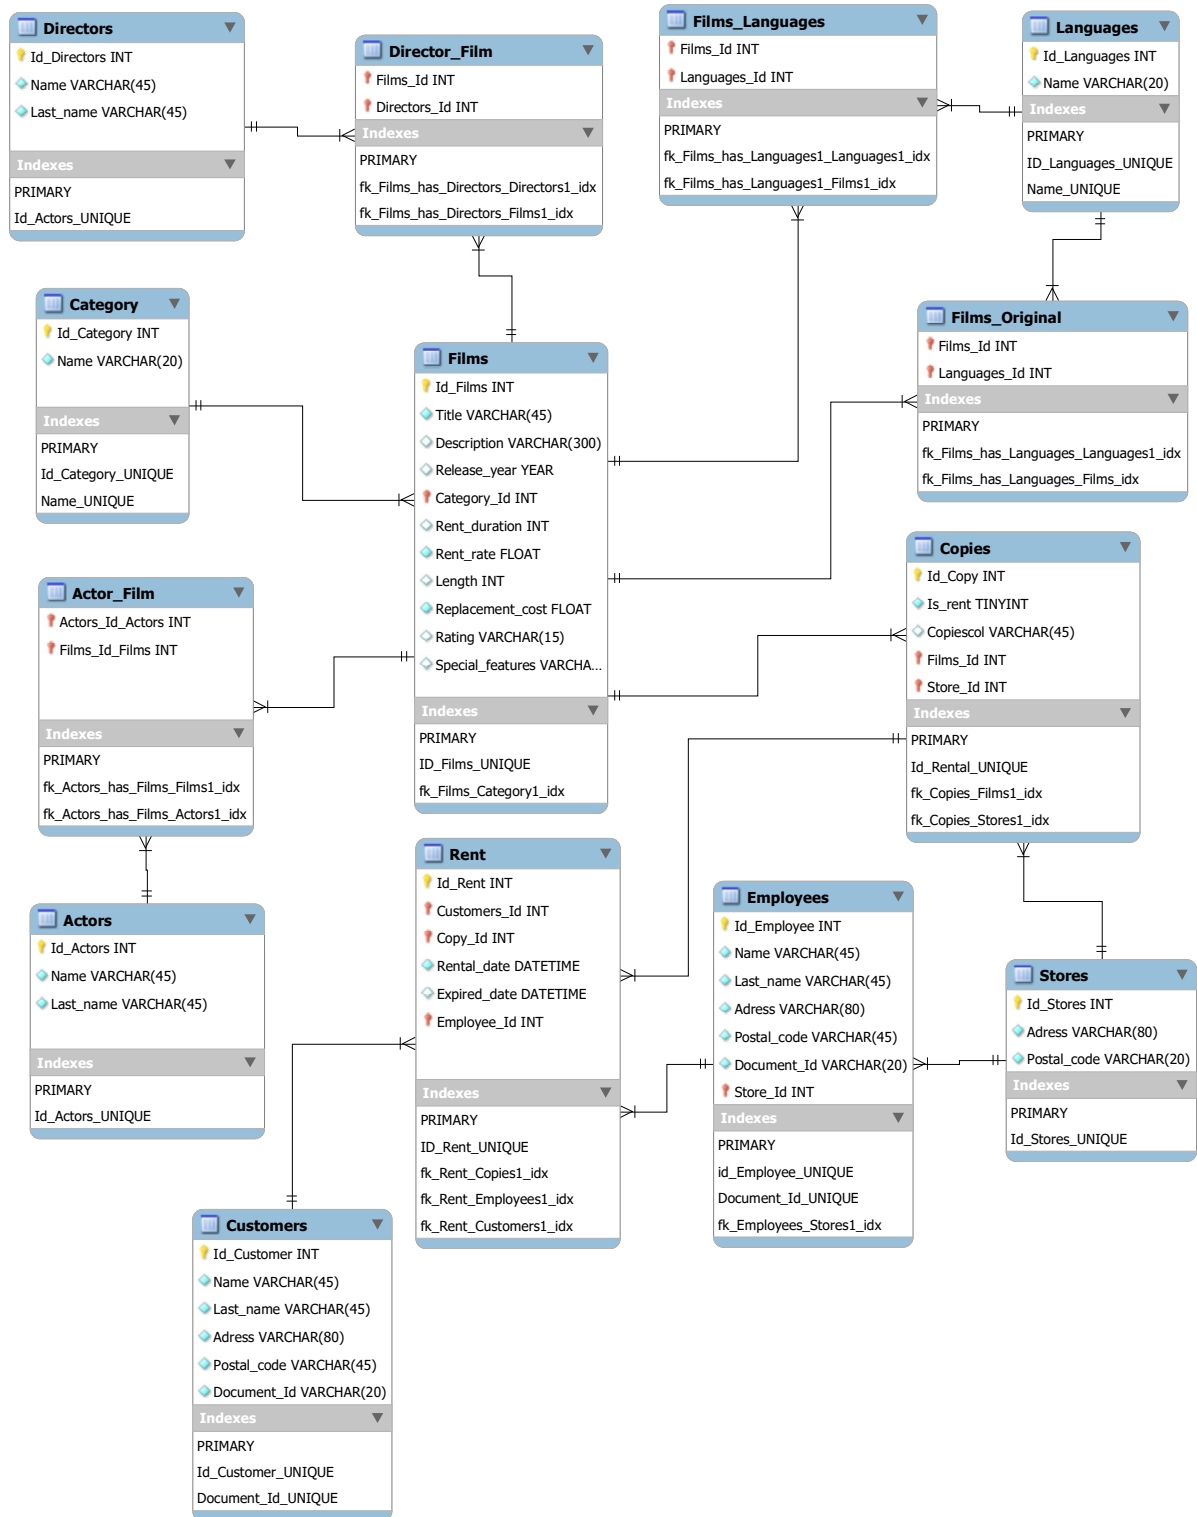 Directors
Id_Directors INT
Name VARCHAR(45)
Last_name VARCHAR(45)
Indexes
PRIMARY
Id_Actors_UNIQUE
Director_Film
Films_Id INT
Directors_Id INT
Indexes
PRIMARY
fk_Films_has_Directors_Directors1_idx
fk_Films_has_Directors_Films1_idx
Films_Languages
Films_Id INT
Languages_Id INT
Indexes
PRIMARY
fk_Films_has_Languages1_Languages1_idx
fk_Films_has_Languages1_Films1_idx
Languages
Id_Languages INT
Name VARCHAR(20)
Indexes
PRIMARY
ID_Languages_UNIQUE
Name_UNIQUE
Category
Id_Category INT
Name VARCHAR(20)
Indexes
PRIMARY
Id_Category_UNIQUE
Name_UNIQUE
Films
Id_Films INT
Title VARCHAR(45)
Description VARCHAR(300)
Release_year YEAR
Category_Id INT
Rent_duration INT
Rent_rate FLOAT
Length INT
Replacement_cost FLOAT
Rating VARCHAR(15)
Special_features VARCHA...
Indexes
PRIMARY
ID_Films_UNIQUE
fk_Films_Category1_idx
Films_Original
Films_Id INT
Languages_Id INT
Indexes
PRIMARY
fk_Films_has_Languages_Languages1_idx
fk_Films_has_Languages_Films_idx
Copies
Id_Copy INT
Is_rent TINYINT
Copiescol VARCHAR(45)
Films_Id INT
Store_Id INT
Indexes
PRIMARY
Id_Rental_UNIQUE
fk_Copies_Films1_idx
fk_Copies_Stores1_idx
Actor_Film
Actors_Id_Actors INT
Films_Id_Films INT
Indexes
PRIMARY
fk_Actors_has_Films_Films1_idx
fk_Actors_has_Films_Actors1_idx
Actors
Id_Actors INT
Name VARCHAR(45)
Last_name VARCHAR(45)
Indexes
PRIMARY
Id_Actors_UNIQUE
Rent
Id_Rent INT
Customers_Id INT
Copy_Id INT
Rental_date DATETIME
Expired_date DATETIME
Employee_Id INT
Indexes
PRIMARY
ID_Rent_UNIQUE
fk_Rent_Copies1_idx
fk_Rent_Employees1_idx
fk_Rent_Customers1_idx
Employees
Id_Employee INT
Name VARCHAR(45)
Last_name VARCHAR(45)
Adress VARCHAR(80)
Postal_code VARCHAR(45)
Document_Id VARCHAR(20)
Store_Id INT
Indexes
PRIMARY
id_Employee_UNIQUE
Document_Id_UNIQUE
fk_Employees_Stores1_idx
Stores
Id_Stores INT
Adress VARCHAR(80)
Postal_code VARCHAR(20)
Indexes
PRIMARY
Id_Stores_UNIQUE
Customers
Id_Customer INT
Name VARCHAR(45)
Last_name VARCHAR(45)
Adress VARCHAR(80)
Postal_code VARCHAR(45)
Document_Id VARCHAR(20)
Indexes
PRIMARY
Id_Customer_UNIQUE
Document_Id_UNIQUE